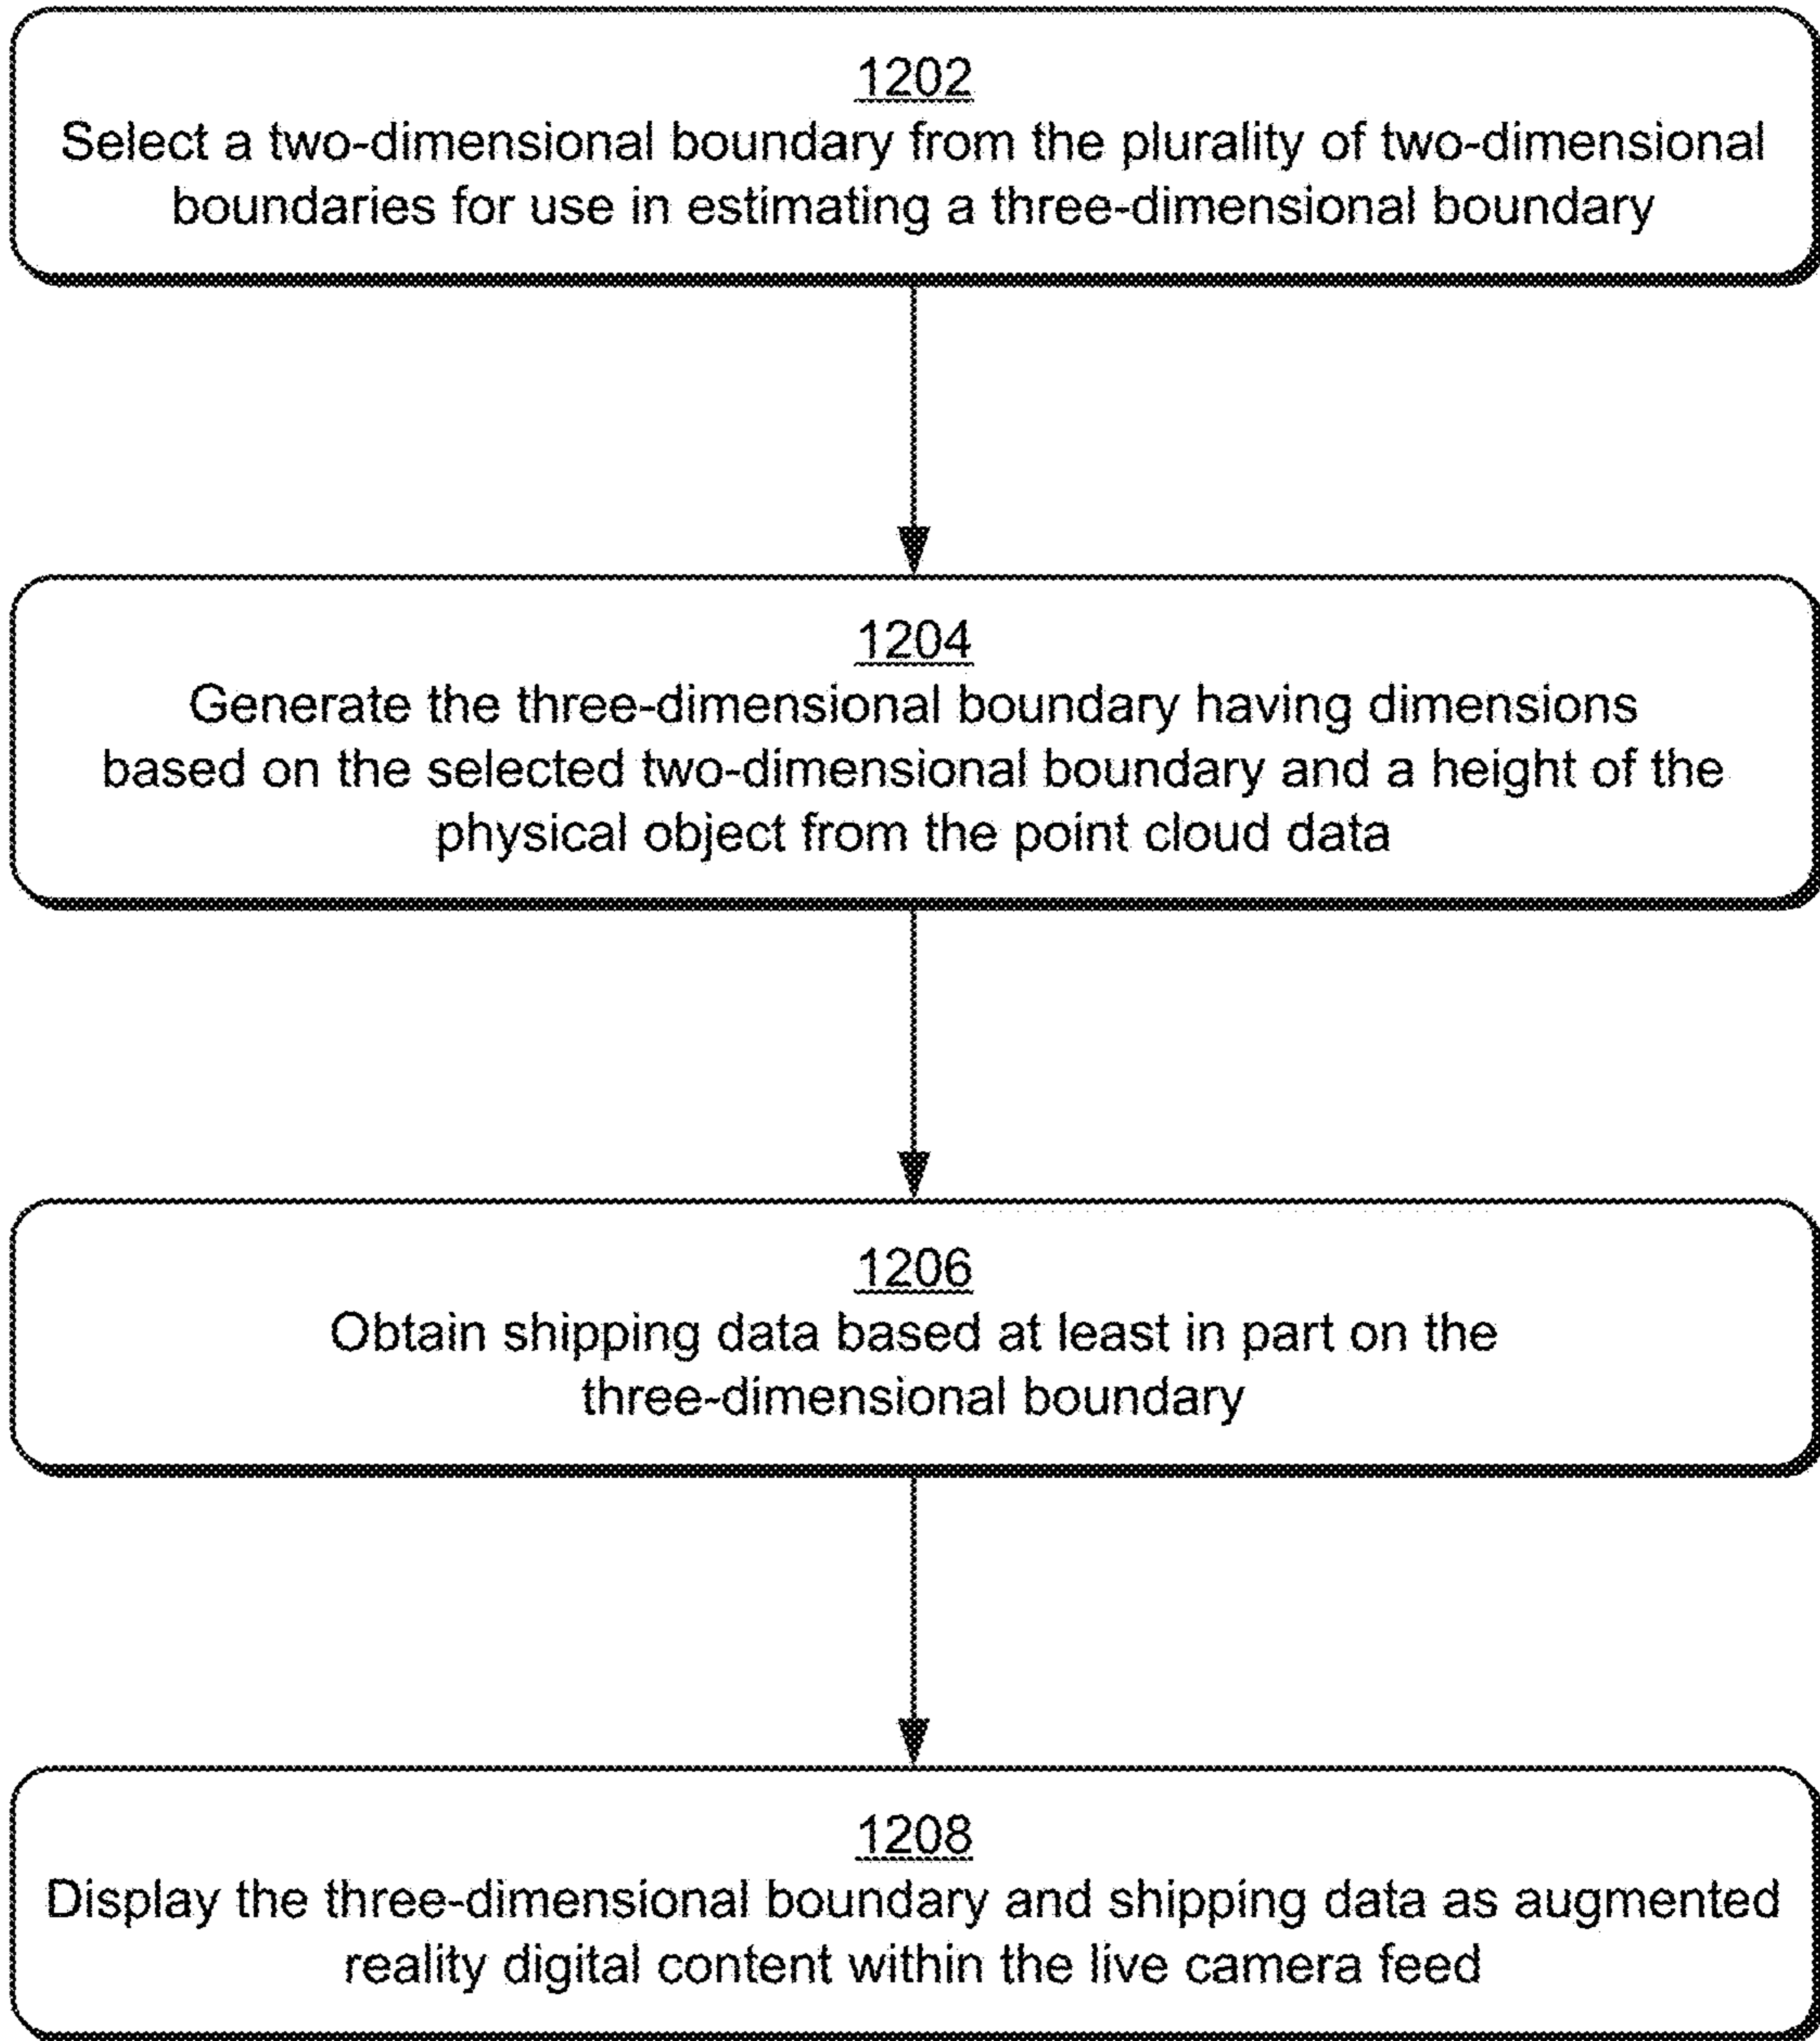 1202
Select a two-dimensional boundary from the plurality of two-dimensional
boundaries for use in estimating a three-dimensional boundary
1204
Generate the three-dimensional boundary having dimensions
based on the selected two-dimensional boundary and a height of the
physical object from the point cloud data
1206
Obtain shipping data based at least in part on the
three-dimensional boundary
1208
Display the three-dimensional boundary and shipping data as augmented
reality digital content within the live camera feed